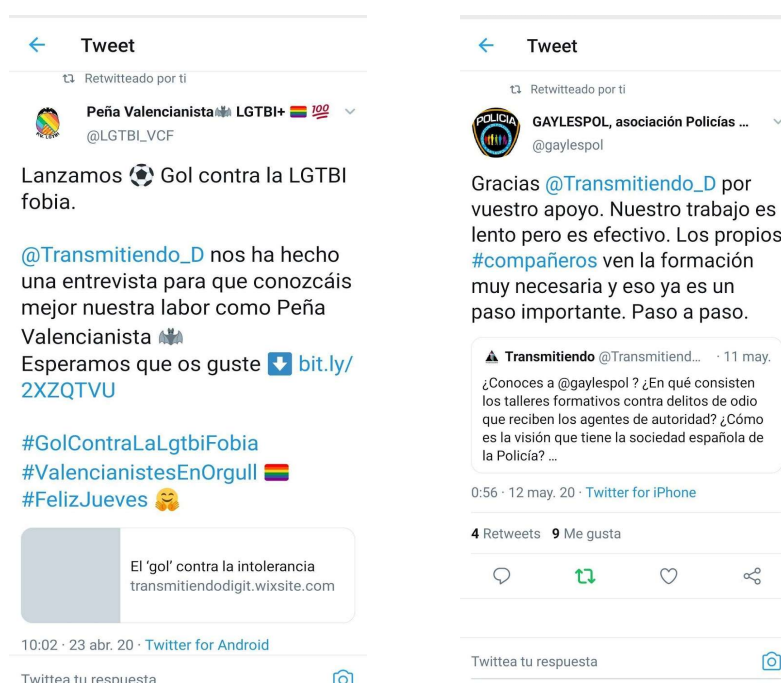 Tweet
Retwitteado por ti
Peña Valencianista🦇 LGTBI+ 🏳️‍🌈 💯
@LGTBI_VCF
Lanzamos ⚽ Gol contra la LGTBI
fobia.
@Transmitiendo_D nos ha hecho
una entrevista para que conozcáis
mejor nuestra labor como Peña
Valencianista 🦇
Esperamos que os guste ⬇️ bit.ly/
2XZQTVU
#GolContraLaLgtbiFobia
#ValencianistesEnOrgull 🏳️‍🌈
#FelizJueves 🤗
El ‘gol’ contra la intolerancia
transmitiendodigit.wixsite.com
10:02 · 23 abr. 20 · Twitter for Android
Twittea tu respuesta
Tweet
Retwitteado por ti
POLICIA
GAYLESPOL, asociación Policías ...
@gaylespol
Gracias @Transmitiendo_D por
vuestro apoyo. Nuestro trabajo es
lento pero es efectivo. Los propios
#compañeros ven la formación
muy necesaria y eso ya es un
paso importante. Paso a paso.
Transmitiendo @Transmitiend... · 11 may.
¿Conoces a @gaylespol ? ¿En qué consisten
los talleres formativos contra delitos de odio
que reciben los agentes de autoridad? ¿Cómo
es la visión que tiene la sociedad española de
la Policía? ...
0:56 · 12 may. 20 · Twitter for iPhone
4 Retweets 9 Me gusta
Twittea tu respuesta